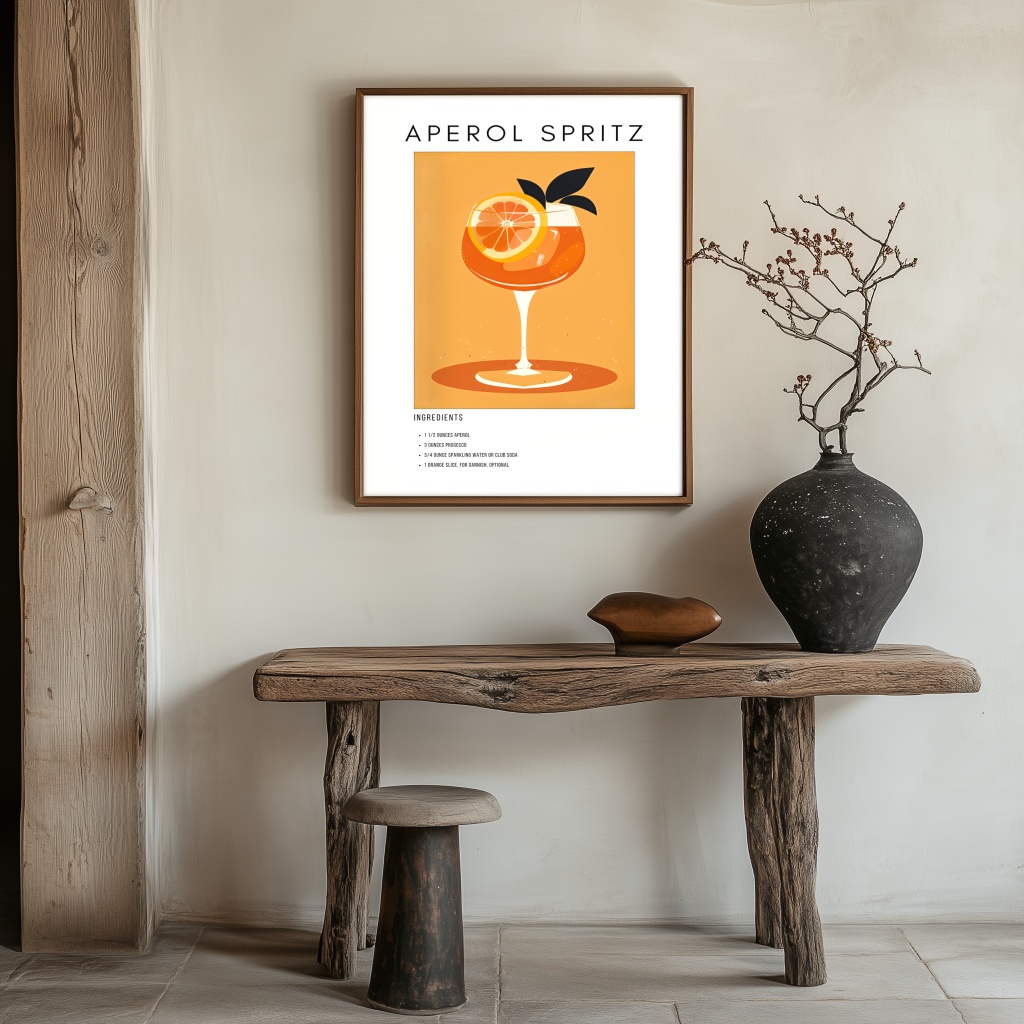 APEROL SPRITZ
INGREDIENTS
• 1 1/2 OUNCES APEROL
• 3 OUNCES PROSECCO
• 3/4 OUNCE SPARKLING WATER OR CLUB SODA
• 1 ORANGE SLICE, FOR GARNISH, OPTIONAL